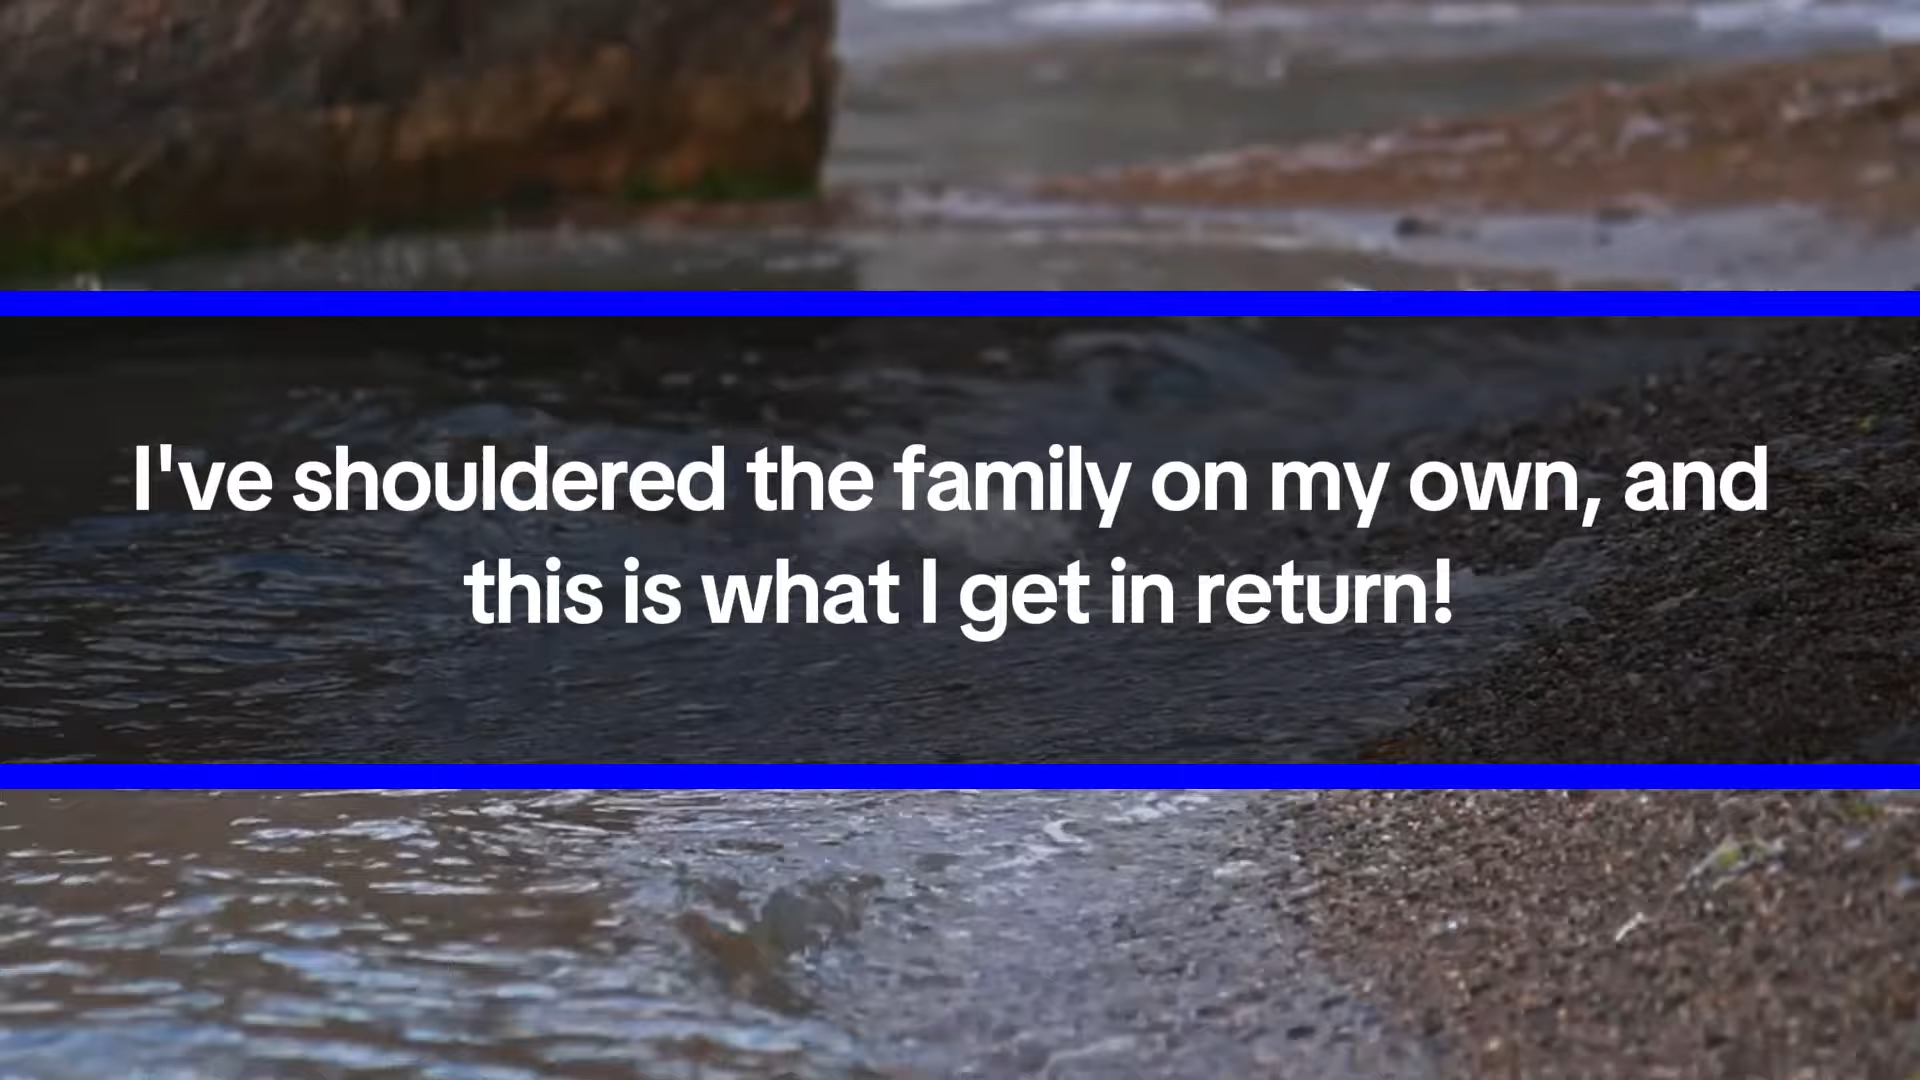 I've shouldered the family on my own, and
this is what I get in return!